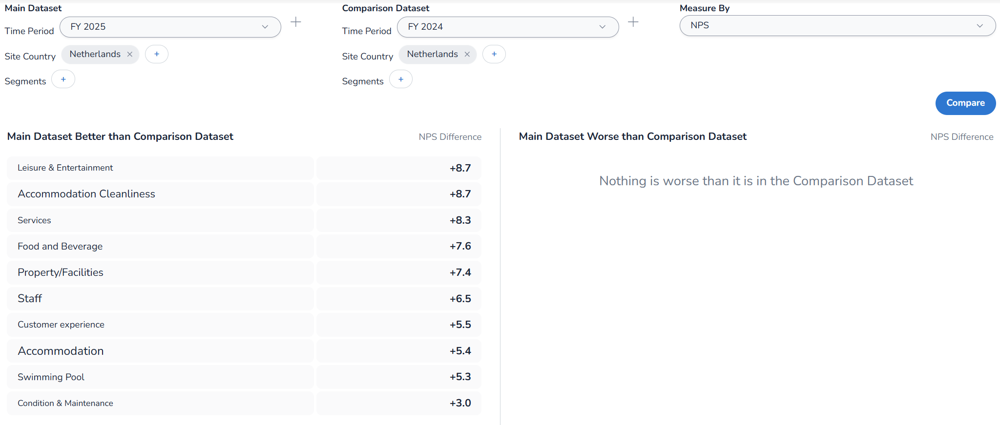 Main Dataset
Time Period FY 2025 +
Site Country Netherlands × +
Segments +
Comparison Dataset
Time Period FY 2024 +
Site Country Netherlands × +
Segments +
Measure By
NPS
Compare
Main Dataset Better than Comparison Dataset NPS Difference
Leisure & Entertainment +8.7
Accommodation Cleanliness +8.7
Services +8.3
Food and Beverage +7.6
Property/Facilities +7.4
Staff +6.5
Customer experience +5.5
Accommodation +5.4
Swimming Pool +5.3
Condition & Maintenance +3.0
Main Dataset Worse than Comparison Dataset NPS Difference
Nothing is worse than it is in the Comparison Dataset